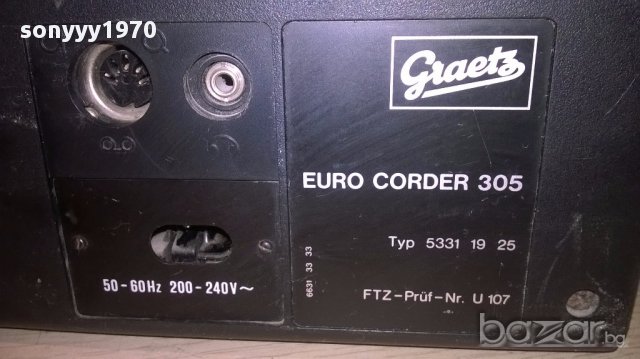 sonyyy1970
Graetz
EURO CORDER 305
Typ 5331 19 25
6631 33 33
FTZ-Prüf-Nr. U 107
50-60Hz 200-240V~
bazar.bg